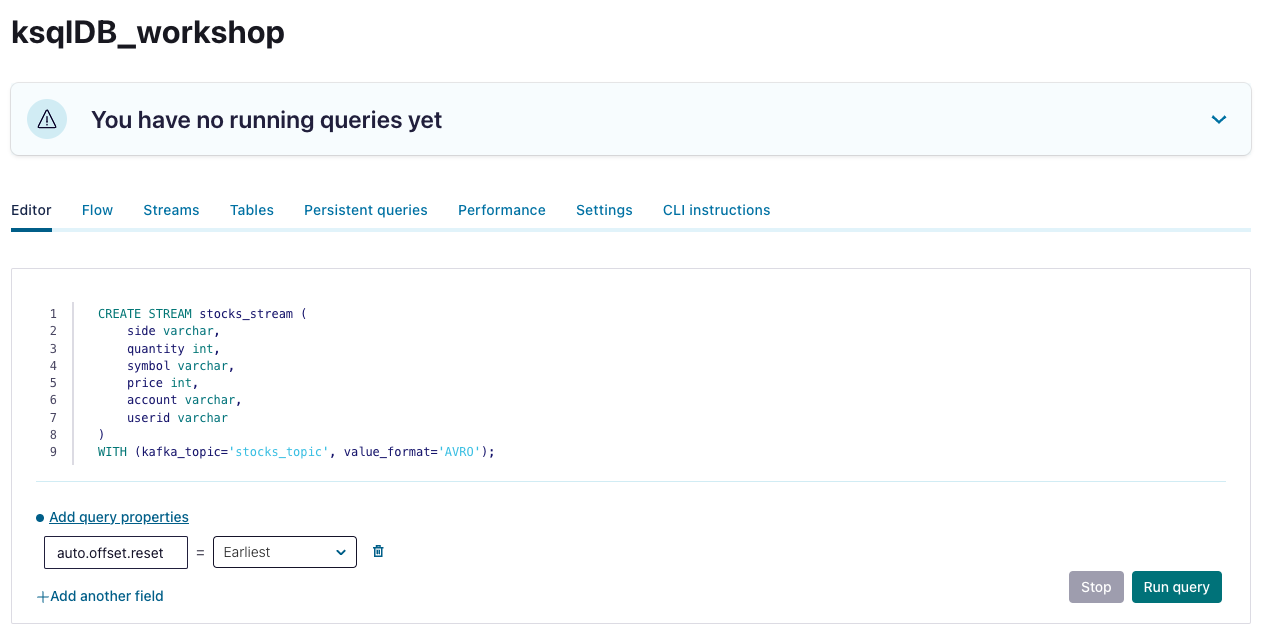 ksqlDB_workshop
You have no running queries yet
Editor Flow Streams Tables Persistent queries Performance Settings CLI instructions
1 CREATE STREAM stocks_stream (
2     side varchar,
3     quantity int,
4     symbol varchar,
5     price int,
6     account varchar,
7     userid varchar
8 )
9 WITH (kafka_topic='stocks_topic', value_format='AVRO');
Add query properties
auto.offset.reset = Earliest
+Add another field
Stop Run query